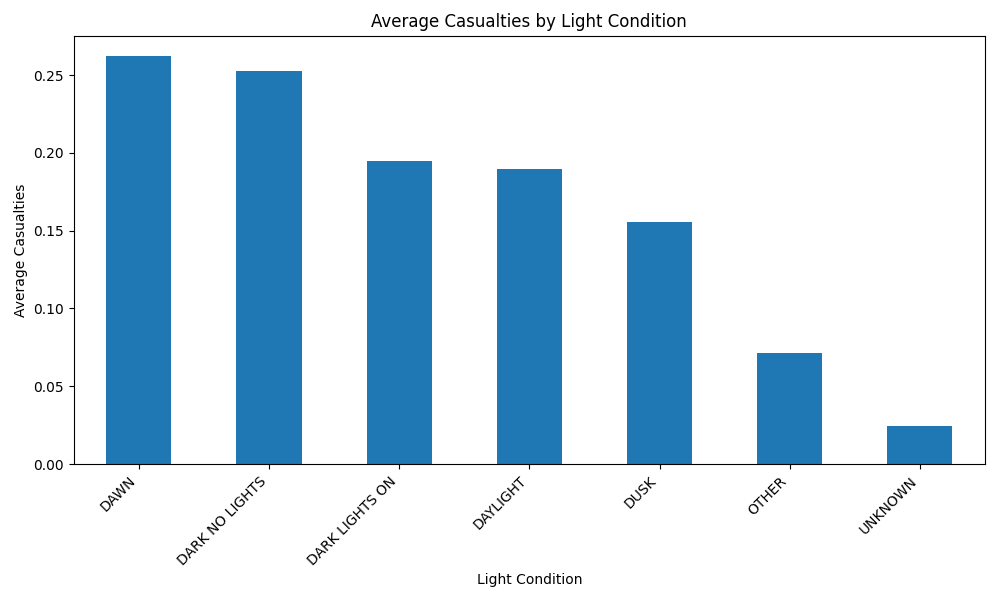 Average Casualties by Light Condition
Average Casualties
0.25
0.20
0.15
0.10
0.05
0.00
DAWN
DARK NO LIGHTS
DARK LIGHTS ON
DAYLIGHT
DUSK
OTHER
UNKNOWN
Light Condition